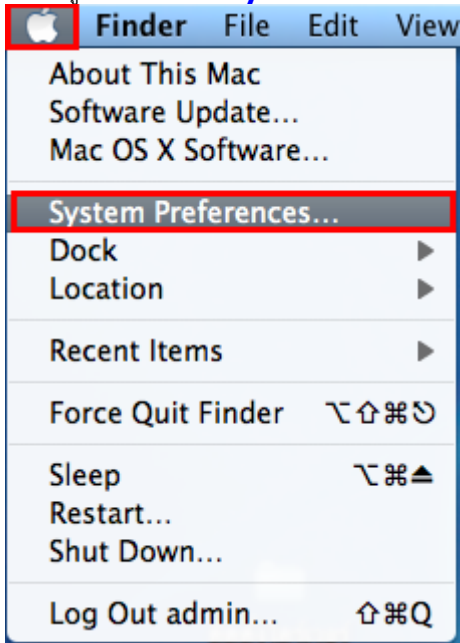 Finder File Edit View
About This Mac
Software Update...
Mac OS X Software...
System Preferences...
Dock ▶
Location ▶
Recent Items ▶
Force Quit Finder ⌥⇧⌘⎋
Sleep ⌥⌘⏏
Restart...
Shut Down...
Log Out admin... ⇧⌘Q